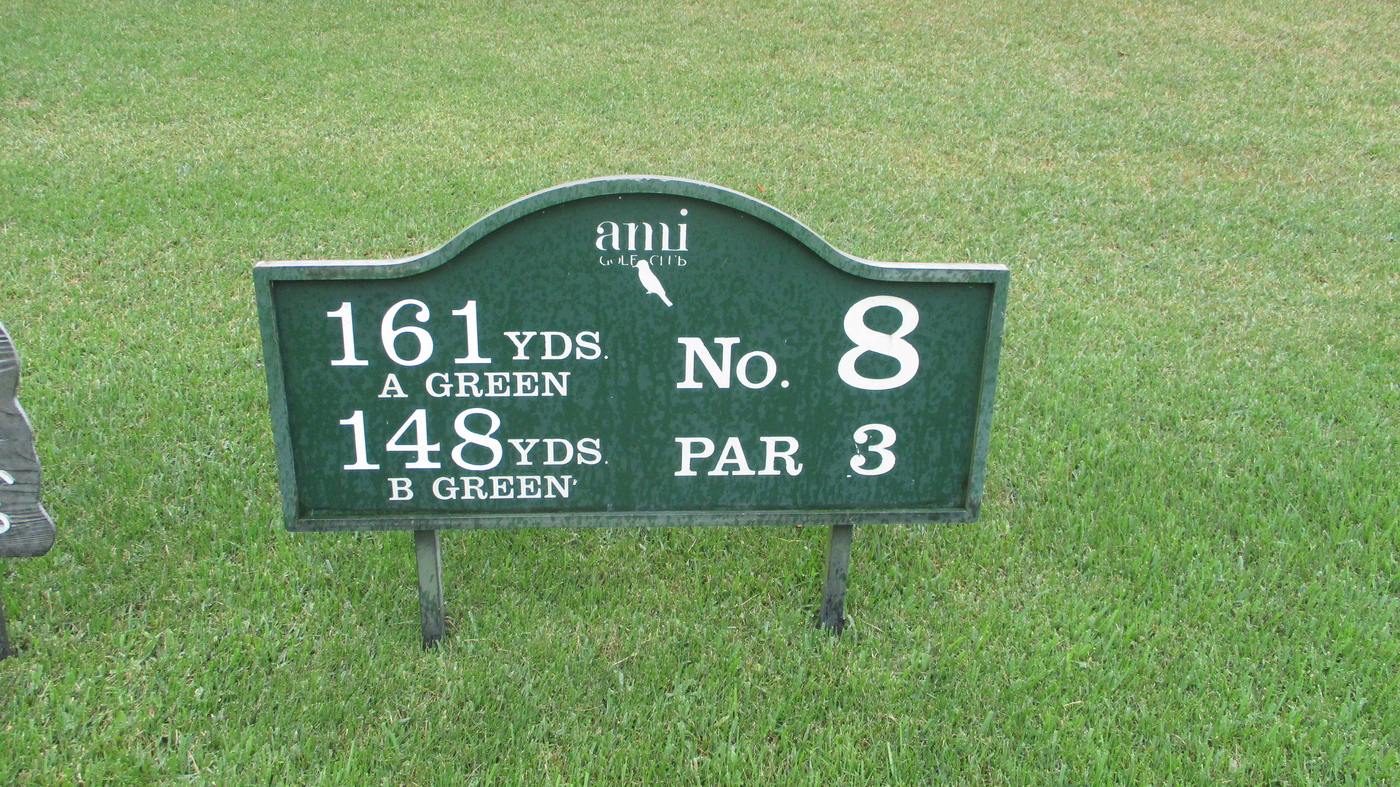 ami
GOLF CLUB
161 YDS.
A GREEN
148 YDS.
B GREEN
No. 8
PAR 3